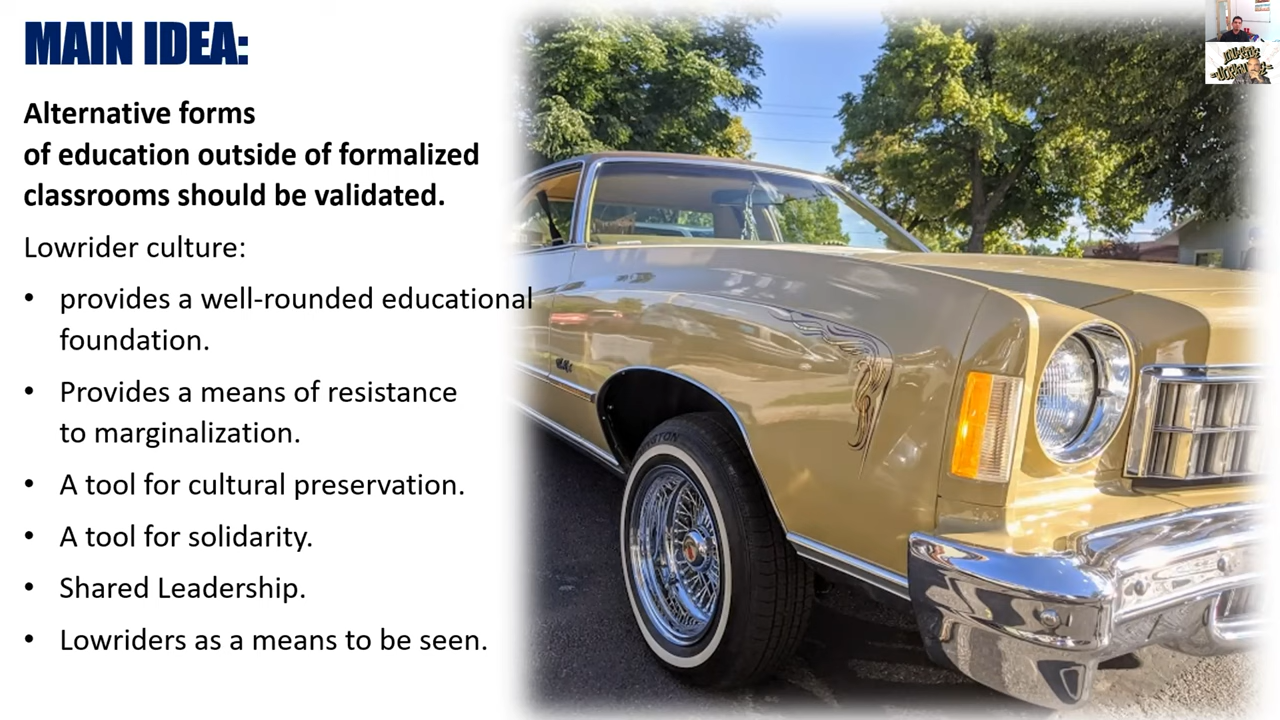 MAIN IDEA:
Alternative forms
of education outside of formalized
classrooms should be validated.
Lowrider culture:
• provides a well-rounded educational
foundation.
• Provides a means of resistance
to marginalization.
• A tool for cultural preservation.
• A tool for solidarity.
• Shared Leadership.
• Lowriders as a means to be seen.